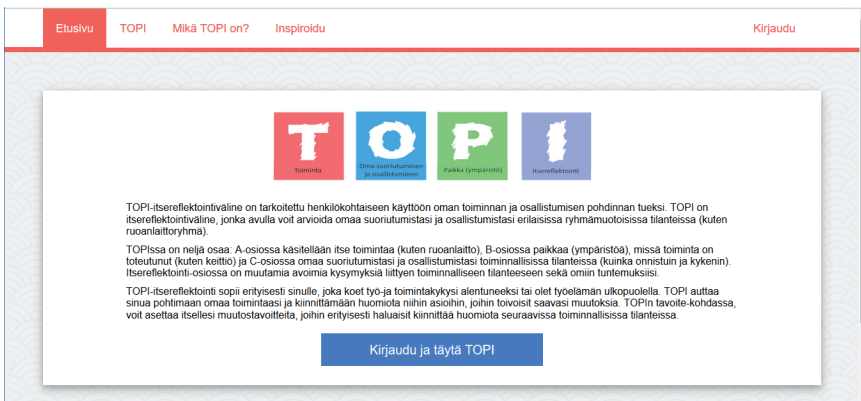 Etusivu TOPI Mikä TOPI on? Inspiroidu Kirjaudu
T O P I
Toiminta Oma suoriutuminen ja osallistuminen Paikka (ympäristö) Itsereflektointi
TOPI-itsereflektointiväline on tarkoitettu henkilökohtaiseen käyttöön oman toiminnan ja osallistumisen pohdinnan tueksi. TOPI on
itsereflektointiväline, jonka avulla voit arvioida omaa suoriutumistasi ja osallistumistasi erilaisissa ryhmämuotoisissa tilanteissa (kuten
ruoanlaittoryhmä).
TOPIssa on neljä osaa: A-osiossa käsitellään itse toimintaa (kuten ruoanlaitto), B-osiossa paikkaa (ympäristöä), missä toiminta on
toteutunut (kuten keittiö) ja C-osiossa omaa suoriutumistasi ja osallistumistasi toiminnallisissa tilanteissa (kuinka onnistuin ja kykenin).
Itsereflektointi-osiossa on muutamia avoimia kysymyksiä liittyen toiminnalliseen tilanteeseen sekä omiin tuntemuksiisi.
TOPI-itsereflektointi sopii erityisesti sinulle, joka koet työ-ja toimintakykysi alentuneeksi tai olet työelämän ulkopuolella. TOPI auttaa
sinua pohtimaan omaa toimintaasi ja kiinnittämään huomiota niihin asioihin, joihin toivoisit saavasi muutoksia. TOPIn tavoite-kohdassa,
voit asettaa itsellesi muutostavoitteita, joihin erityisesti haluaisit kiinnittää huomiota seuraavissa toiminnallisissa tilanteissa.
Kirjaudu ja täytä TOPI